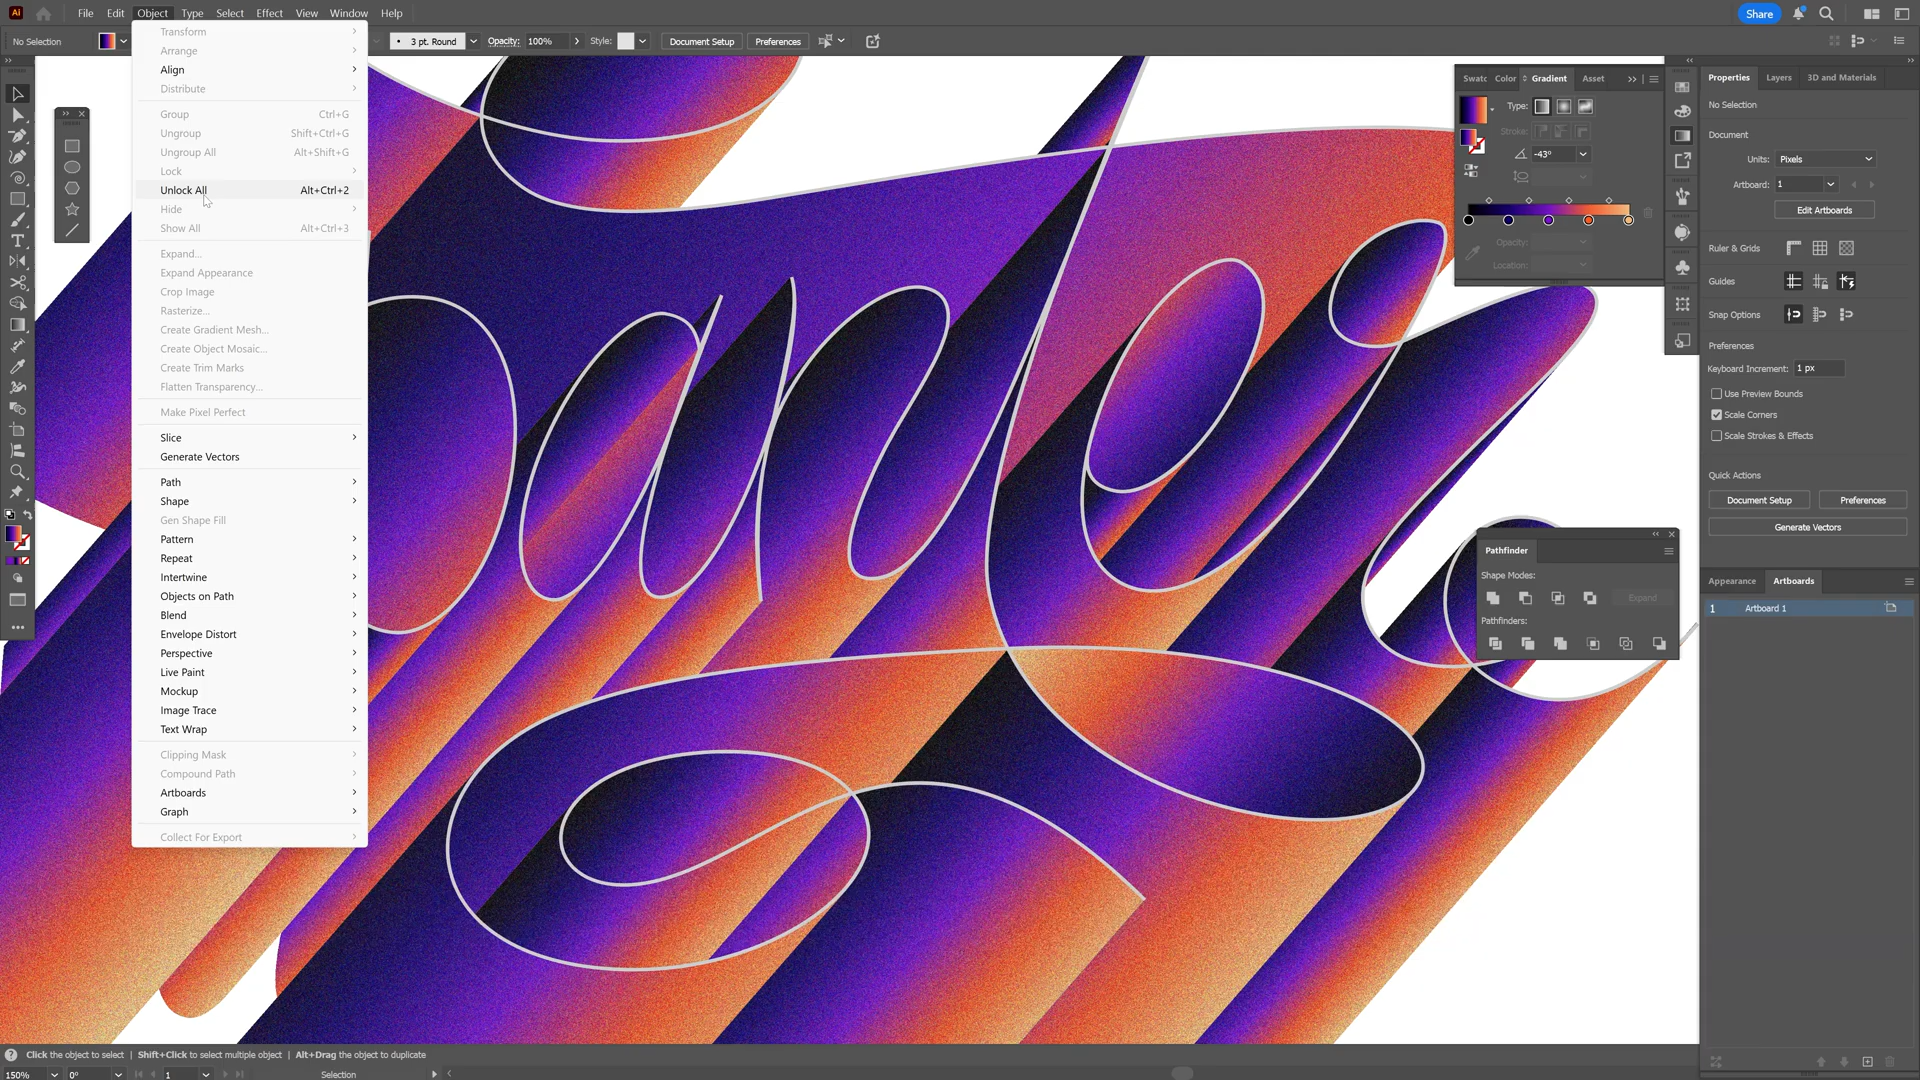 Ai File Edit Object Type Select Effect View Window Help Share
No Selection 3 pt. Round Opacity: 100% Style: Document Setup Preferences
Transform
Arrange
Align
Distribute
Group Ctrl+G
Ungroup Shift+Ctrl+G
Ungroup All Alt+Shift+G
Lock
Unlock All Alt+Ctrl+2
Hide
Show All Alt+Ctrl+3
Expand...
Expand Appearance
Crop Image
Rasterize...
Create Gradient Mesh...
Create Object Mosaic...
Create Trim Marks
Flatten Transparency...
Make Pixel Perfect
Slice
Generate Vectors
Path
Shape
Gen Shape Fill
Pattern
Repeat
Intertwine
Objects on Path
Blend
Envelope Distort
Perspective
Live Paint
Mockup
Image Trace
Text Wrap
Clipping Mask
Compound Path
Artboards
Graph
Collect For Export
Swatc Color Gradient Asset
Type:
Stroke:
-43°
Opacity:
Location:
Pathfinder
Shape Modes:
Expand
Pathfinders:
Properties Layers 3D and Materials
No Selection
Document
Units: Pixels
Artboard: 1
Edit Artboards
Ruler & Grids
Guides
Snap Options
Preferences
Keyboard Increment: 1 px
Use Preview Bounds
Scale Corners
Scale Strokes & Effects
Quick Actions
Document Setup Preferences
Generate Vectors
Appearance Artboards
1 Artboard 1
Click the object to select | Shift+Click to select multiple object | Alt+Drag the object to duplicate
150% 0° 1 Selection